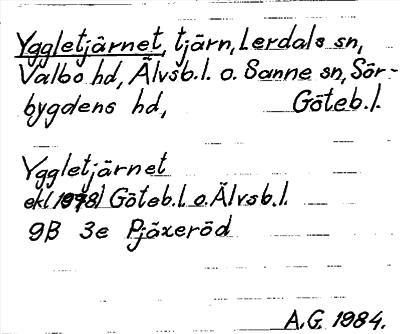 Yggletjärnet, tjärn, Lerdals sn,
Valbo hd, Älvsb.l. o. Sanne sn, Sör-
bygdens hd, Göteb.l.
Yggletjärnet
ekl (1978) Göteb.l. o. Älvsb.l.
9B 3e Pjäxeröd
A.G. 1984.